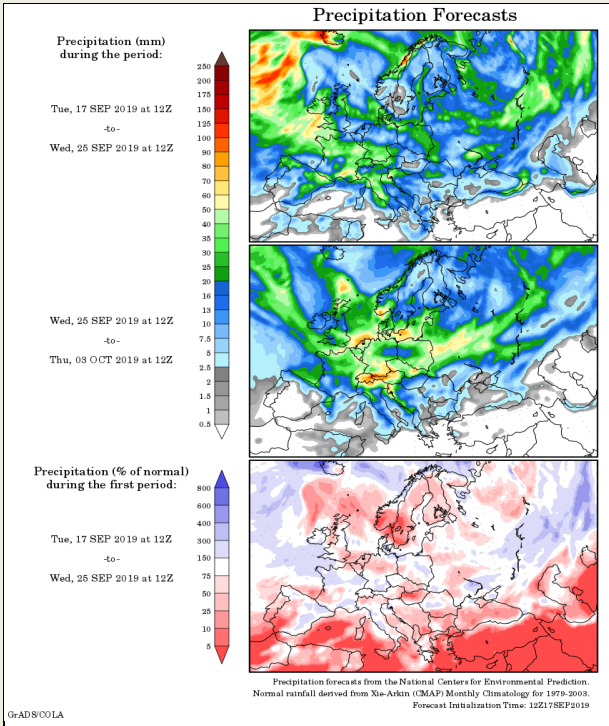 Precipitation Forecasts
Precipitation (mm)
during the period:
Tue, 17 SEP 2019 at 12Z
-to-
Wed, 25 SEP 2019 at 12Z
250
200
175
150
125
100
90
80
70
60
50
40
35
30
25
20
16
13
10
7.5
5
2.5
2
1.5
1
0.5
Wed, 25 SEP 2019 at 12Z
-to-
Thu, 03 OCT 2019 at 12Z
Precipitation (% of normal)
during the first period:
Tue, 17 SEP 2019 at 12Z
-to-
Wed, 25 SEP 2019 at 12Z
800
600
400
300
150
75
50
25
10
5
Precipitation forecasts from the National Centers for Environmental Prediction.
Normal rainfall derived from Xie-Arkin (CMAP) Monthly Climatology for 1979-2003.
Forecast Initialization Time: 12Z17SEP2019
GrADS/COLA